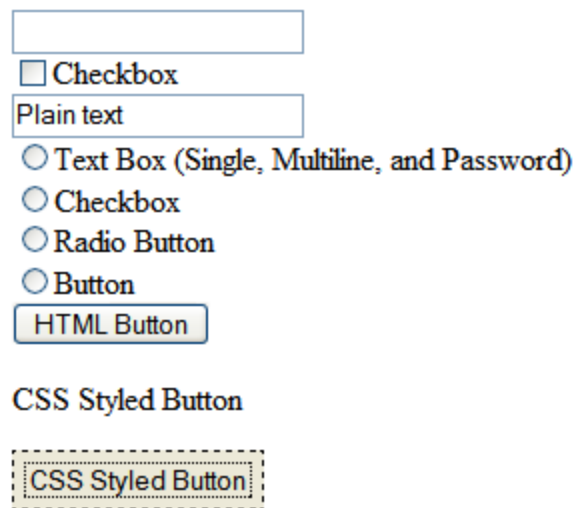 Checkbox
Plain text
Text Box (Single, Multiline, and Password)
Checkbox
Radio Button
Button
HTML Button
CSS Styled Button
CSS Styled Button